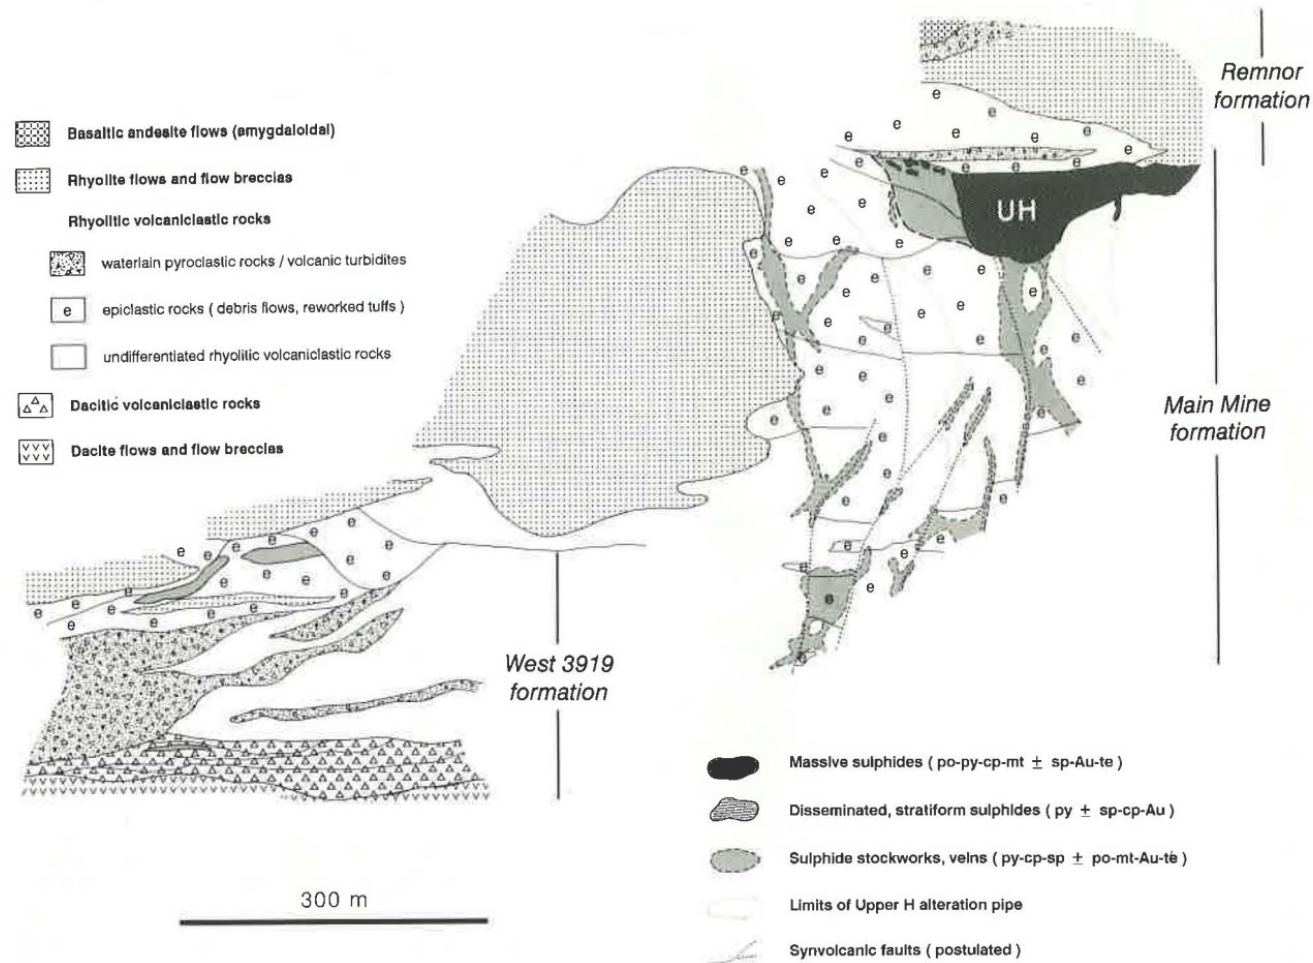 Remnor
formation
Basaltic andesite flows (amygdaloidal)
Rhyolite flows and flow breccias
Rhyolitic volcaniclastic rocks
waterlain pyroclastic rocks / volcanic turbidites
e epiclastic rocks ( debris flows, reworked tuffs )
undifferentiated rhyolitic volcaniclastic rocks
Dacitic volcaniclastic rocks
Dacite flows and flow breccias
UH
Main Mine
formation
West 3919
formation
Massive sulphides ( po-py-cp-mt ± sp-Au-te )
Disseminated, stratiform sulphides ( py ± sp-cp-Au )
Sulphide stockworks, veins ( py-cp-sp ± po-mt-Au-te )
Limits of Upper H alteration pipe
Synvolcanic faults ( postulated )
300 m